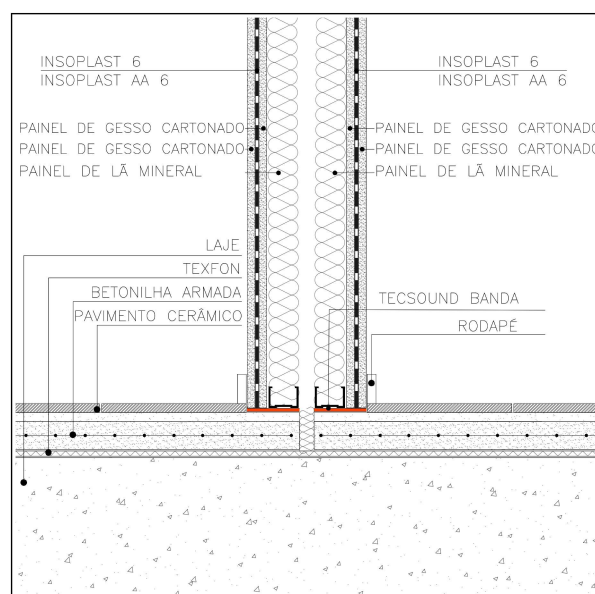 INSOPLAST 6
INSOPLAST AA 6
PAINEL DE GESSO CARTONADO
PAINEL DE GESSO CARTONADO
PAINEL DE LÃ MINERAL
LAJE
TEXFON
BETONILHA ARMADA
PAVIMENTO CERÂMICO
INSOPLAST 6
INSOPLAST AA 6
PAINEL DE GESSO CARTONADO
PAINEL DE GESSO CARTONADO
PAINEL DE LÃ MINERAL
TECSOUND BANDA
RODAPÉ